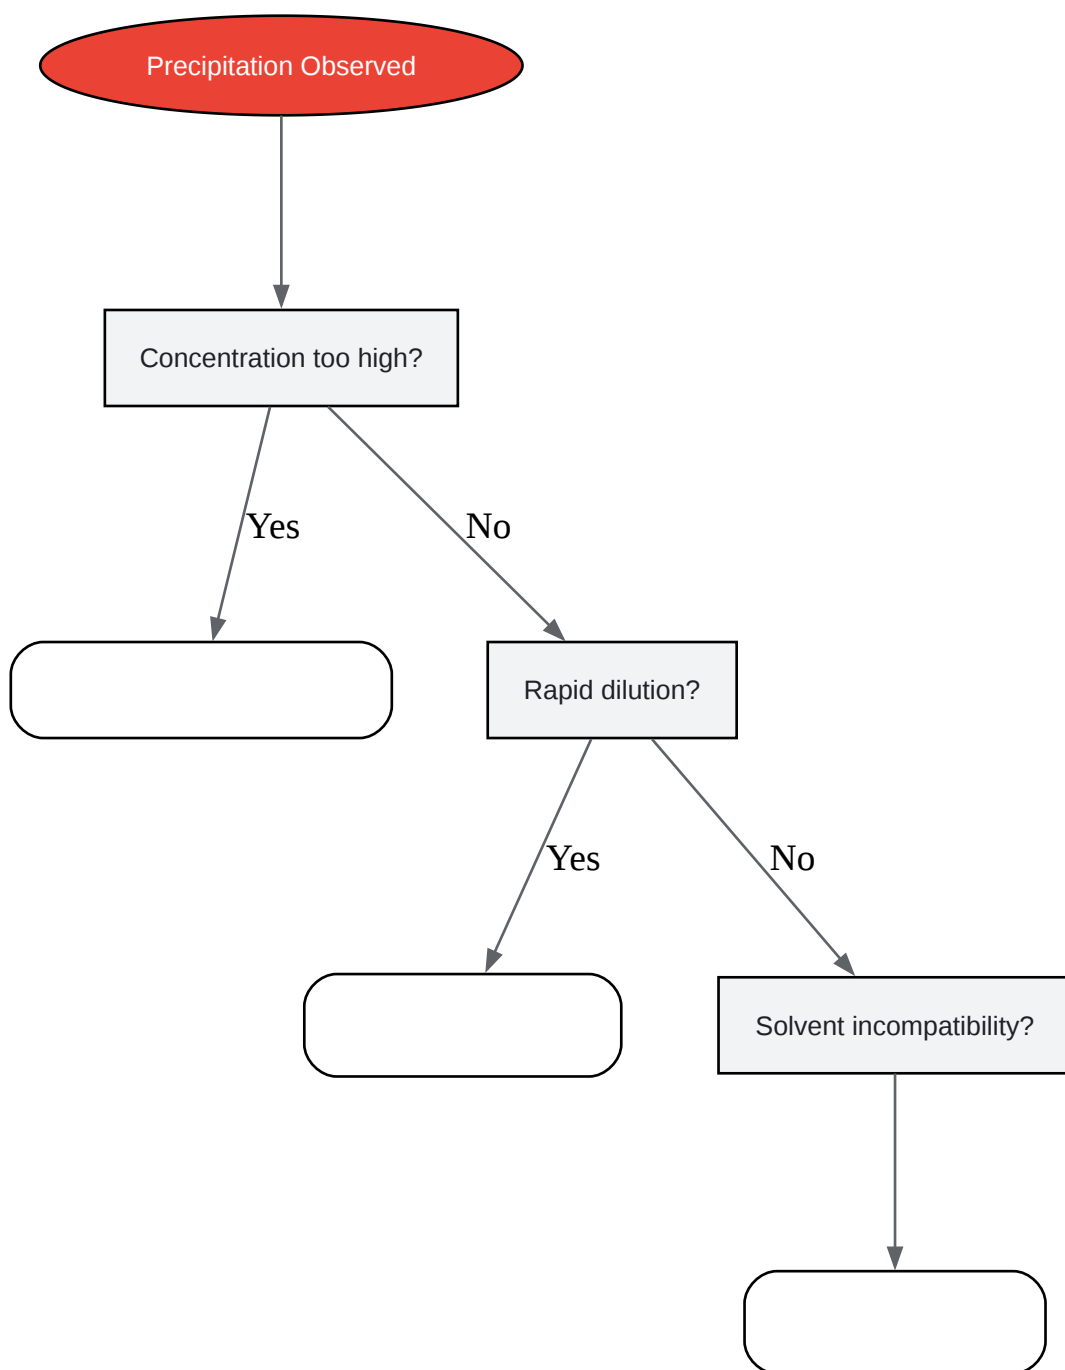 Precipitation Observed
Concentration too high?
Yes
No
Rapid dilution?
Yes
No
Solvent incompatibility?